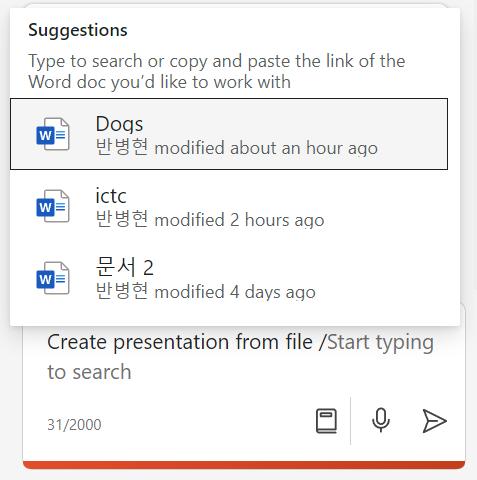 Suggestions
Type to search or copy and paste the link of the
Word doc you’d like to work with
W
Dogs
반병현 modified about an hour ago
W
ictc
반병현 modified 2 hours ago
W
문서 2
반병현 modified 4 days ago
Create presentation from file /Start typing
to search
31/2000